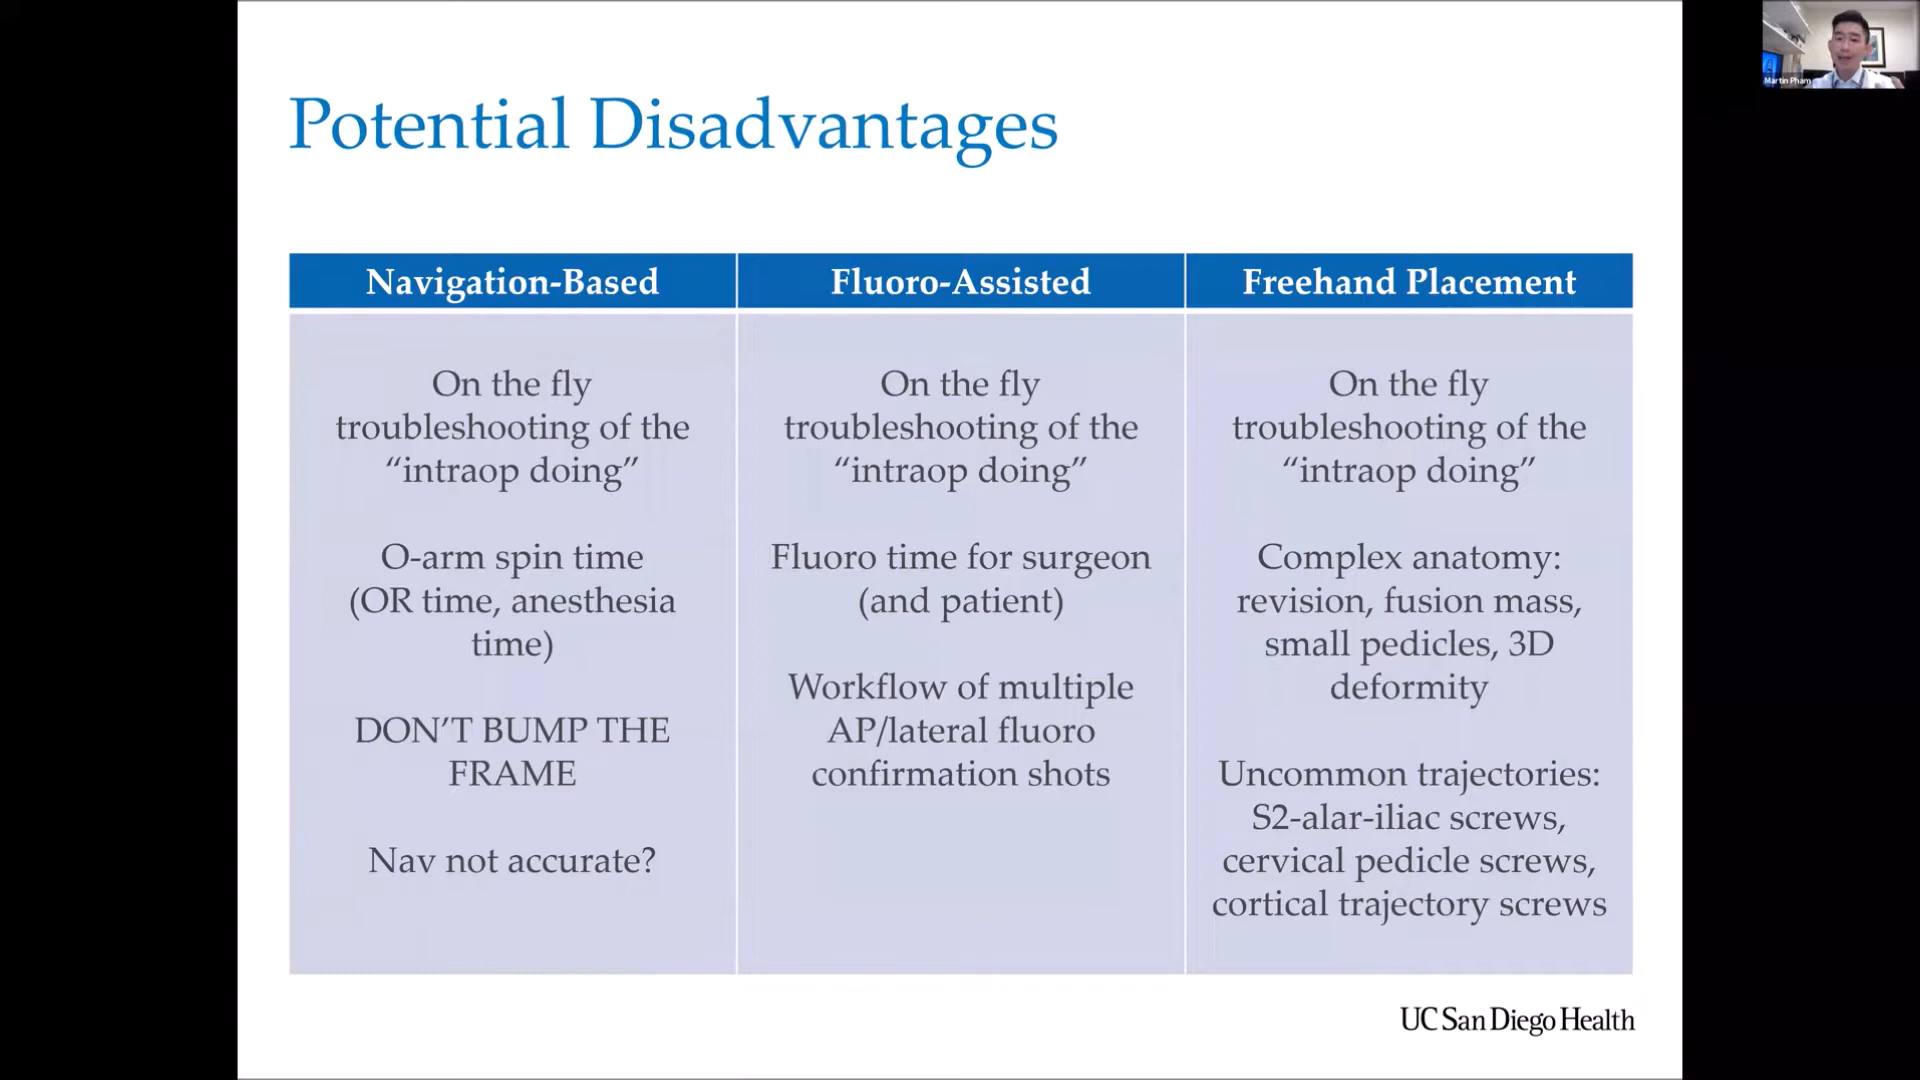 Martin Pham
Potential Disadvantages
Navigation-Based
On the fly
troubleshooting of the
“intraop doing”
O-arm spin time
(OR time, anesthesia
time)
DON’T BUMP THE
FRAME
Nav not accurate?
Fluoro-Assisted
On the fly
troubleshooting of the
“intraop doing”
Fluoro time for surgeon
(and patient)
Workflow of multiple
AP/lateral fluoro
confirmation shots
Freehand Placement
On the fly
troubleshooting of the
“intraop doing”
Complex anatomy:
revision, fusion mass,
small pedicles, 3D
deformity
Uncommon trajectories:
S2-alar-iliac screws,
cervical pedicle screws,
cortical trajectory screws
UC San Diego Health